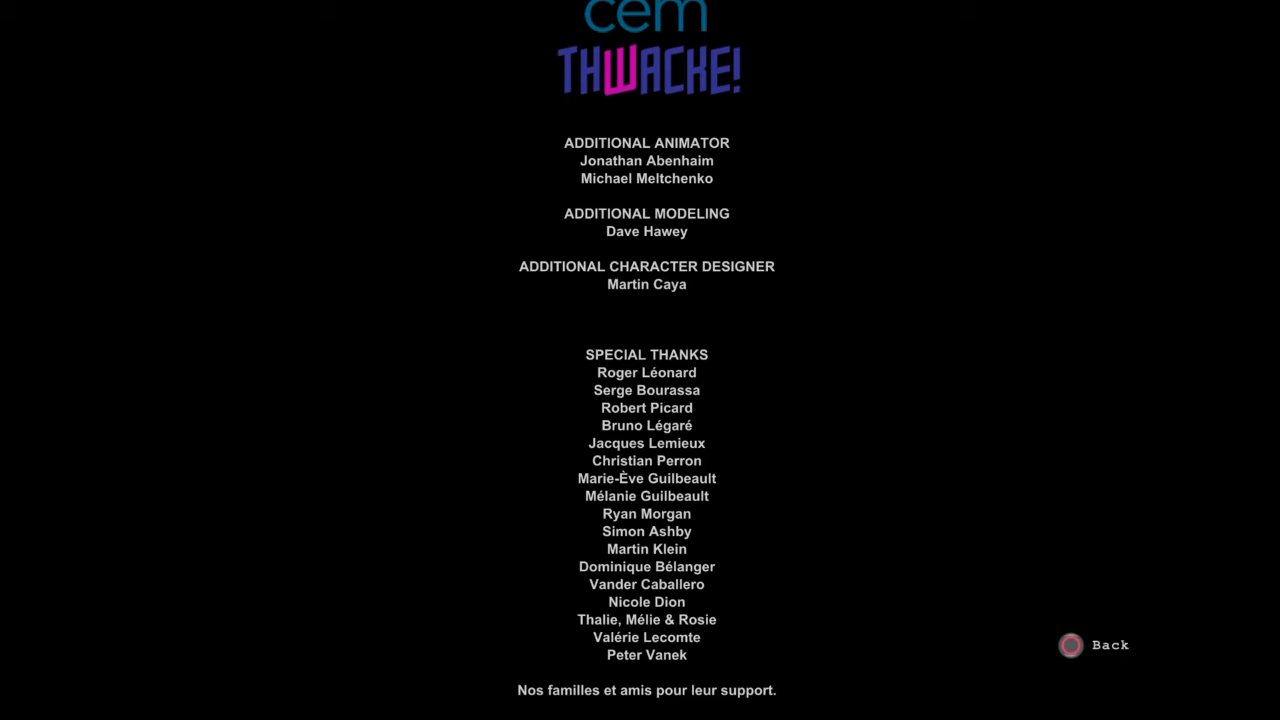 cem
THWACKE!
ADDITIONAL ANIMATOR
Jonathan Abenhaim
Michael Meltchenko
ADDITIONAL MODELING
Dave Hawey
ADDITIONAL CHARACTER DESIGNER
Martin Caya
SPECIAL THANKS
Roger Léonard
Serge Bourassa
Robert Picard
Bruno Légaré
Jacques Lemieux
Christian Perron
Marie-Ève Guilbeault
Mélanie Guilbeault
Ryan Morgan
Simon Ashby
Martin Klein
Dominique Bélanger
Vander Caballero
Nicole Dion
Thalie, Mélie & Rosie
Valérie Lecomte
Peter Vanek
Back
Nos familles et amis pour leur support.